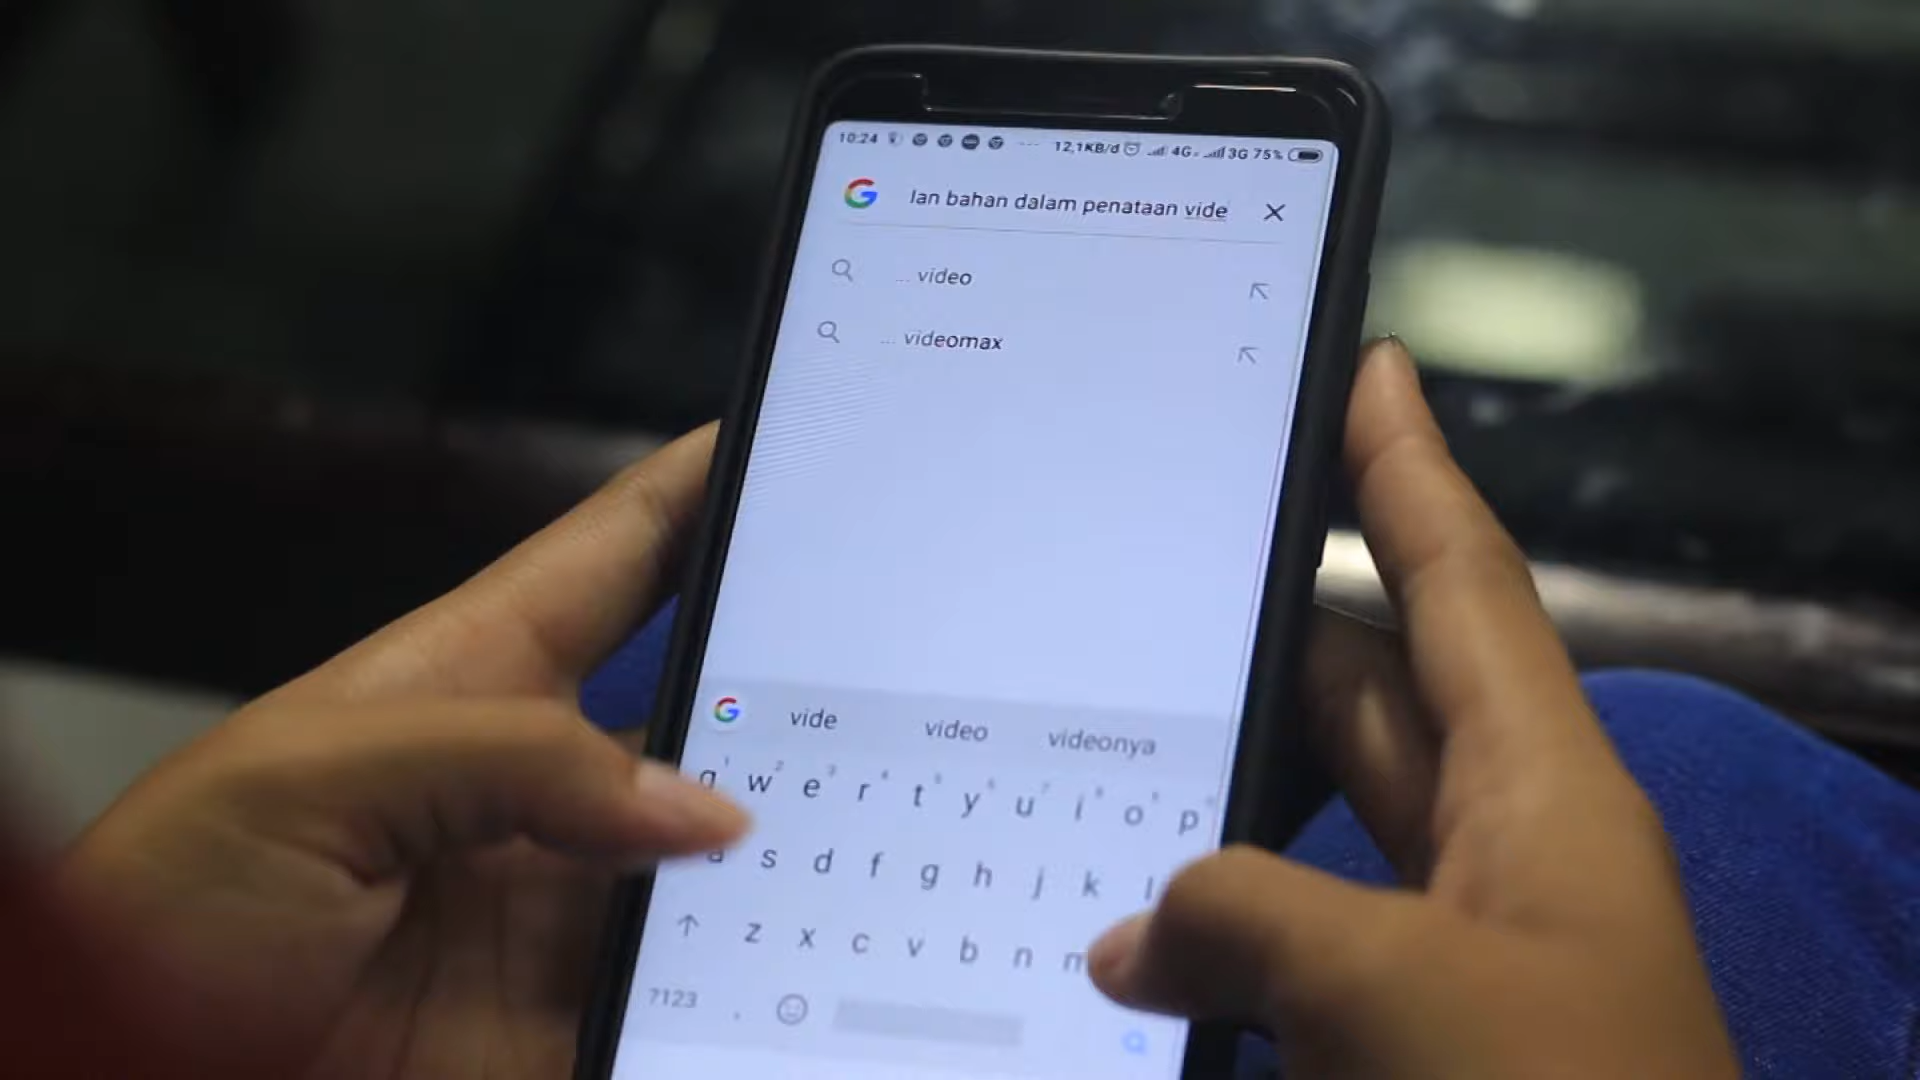 10:24 12,1KB/d 4G 3G 75%
lan bahan dalam penataan vide
... video
... videomax
vide video videonya
q w e r t y u i o p
a s d f g h j k l
z x c v b n m
?123 ,